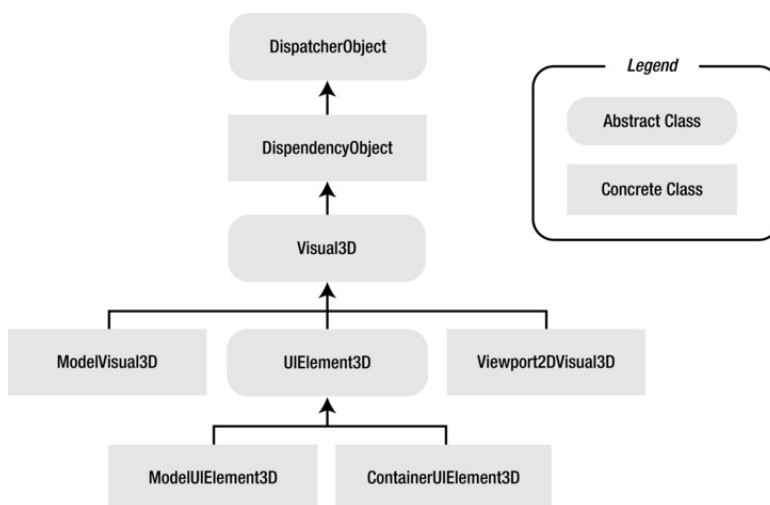 DispatcherObject
Legend
Abstract Class
DispendencyObject
Concrete Class
Visual3D
ModelVisual3D
UIElement3D
Viewport2DVisual3D
ModelUIElement3D
ContainerUIElement3D